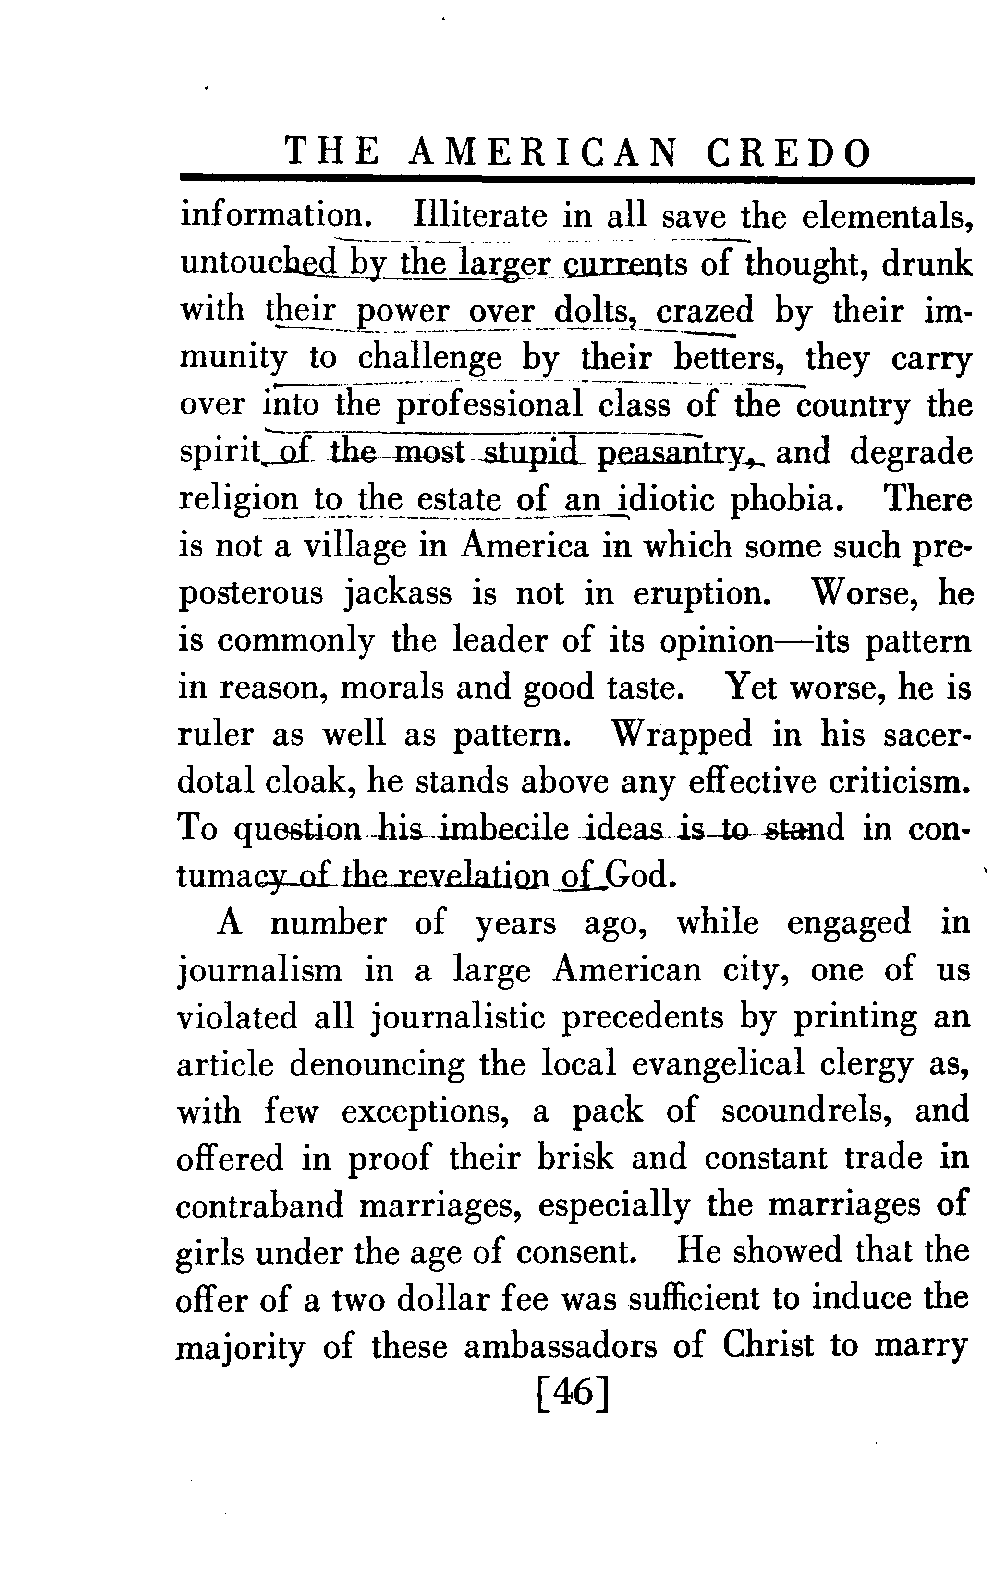 THE AMERICAN CREDO
information. Illiterate in all save the elementals,
untouched by the larger currents of thought, drunk
with their power over dolts, crazed by their im-
munity to challenge by their betters, they carry
over into the professional class of the country the
spirit of the most stupid peasantry, and degrade
religion to the estate of an idiotic phobia. There
is not a village in America in which some such pre-
posterous jackass is not in eruption. Worse, he
is commonly the leader of its opinion—its pattern
in reason, morals and good taste. Yet worse, he is
ruler as well as pattern. Wrapped in his sacer-
dotal cloak, he stands above any effective criticism.
To question his imbecile ideas is to stand in con-
tumacy of the revelation of God.
A number of years ago, while engaged in
journalism in a large American city, one of us
violated all journalistic precedents by printing an
article denouncing the local evangelical clergy as,
with few exceptions, a pack of scoundrels, and
offered in proof their brisk and constant trade in
contraband marriages, especially the marriages of
girls under the age of consent. He showed that the
offer of a two dollar fee was sufficient to induce the
majority of these ambassadors of Christ to marry
[46]